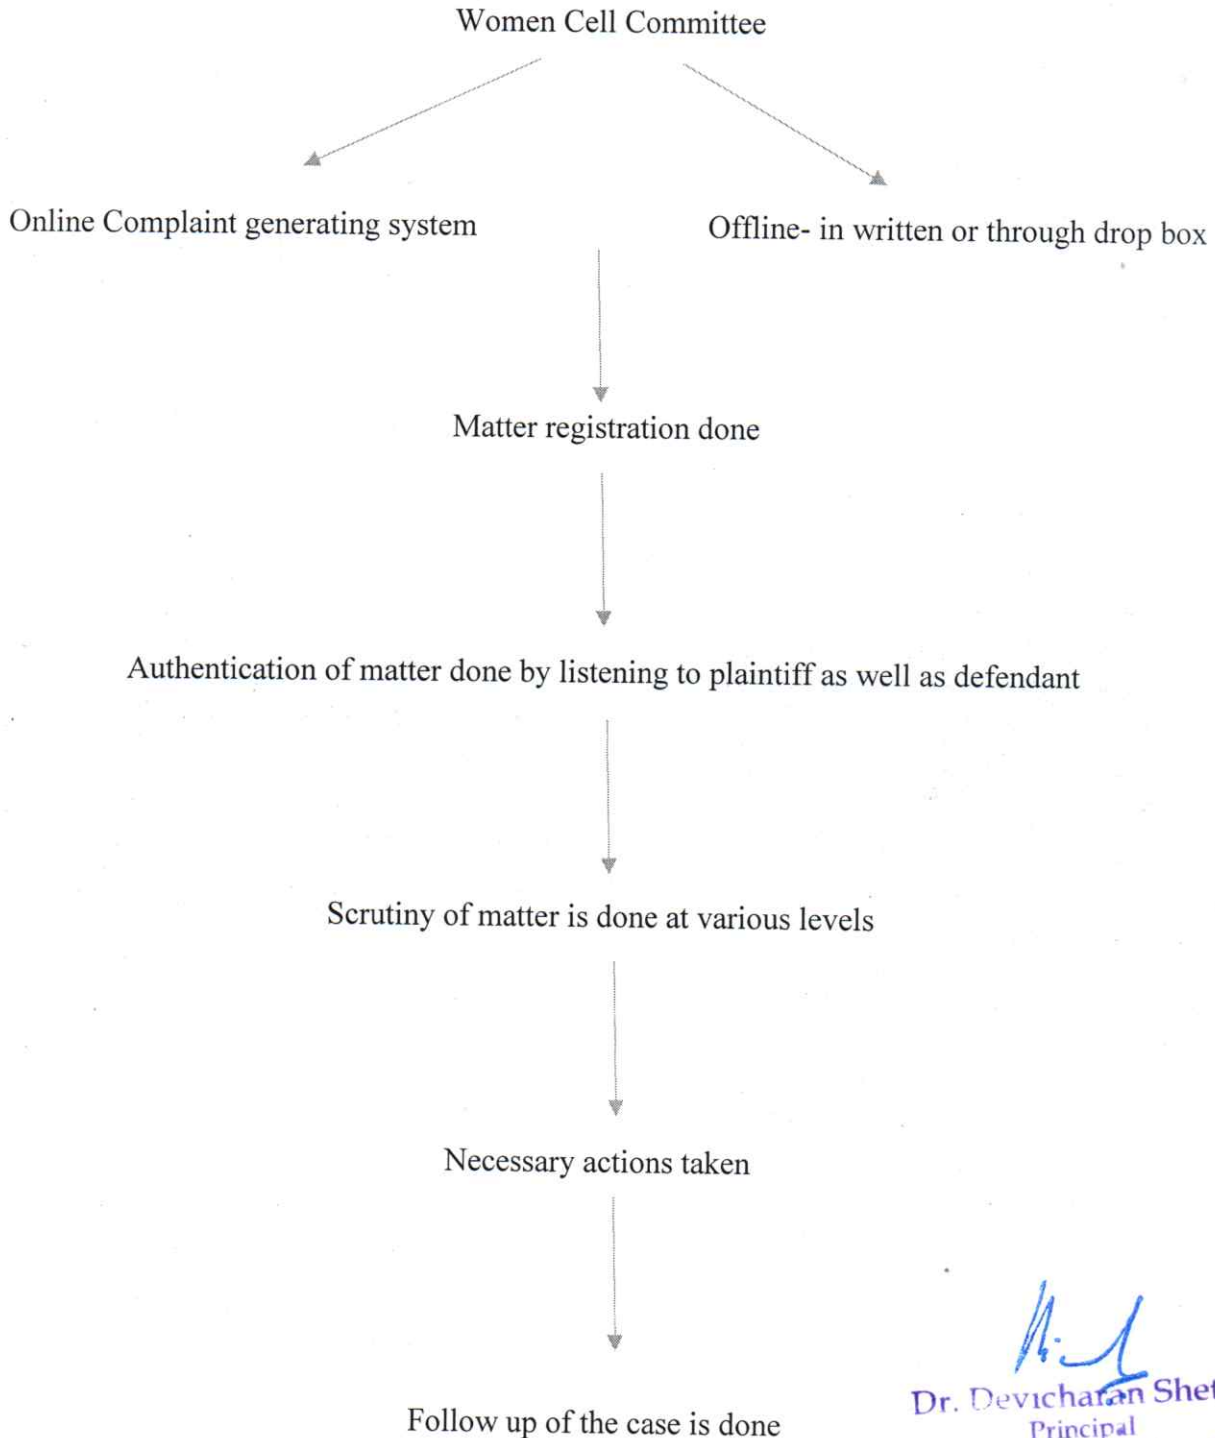 Women Cell Committee
Online Complaint generating system
Offline- in written or through drop box
Matter registration done
Authentication of matter done by listening to plaintiff as well as defendant
Scrutiny of matter is done at various levels
Necessary actions taken
Follow up of the case is done
Dr. Devicharan Shet
Principal